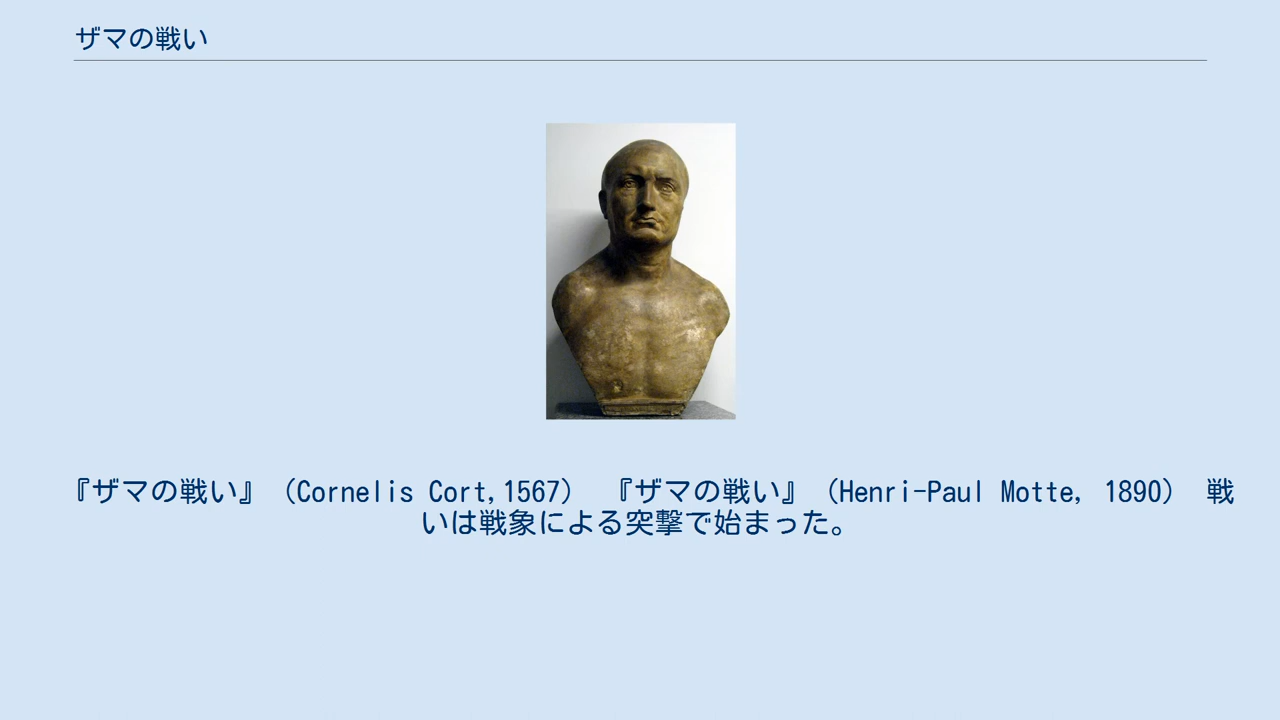 ザマの戦い
『ザマの戦い』（Cornelis Cort,1567） 『ザマの戦い』（Henri-Paul Motte, 1890） 戦
いは戦象による突撃で始まった。